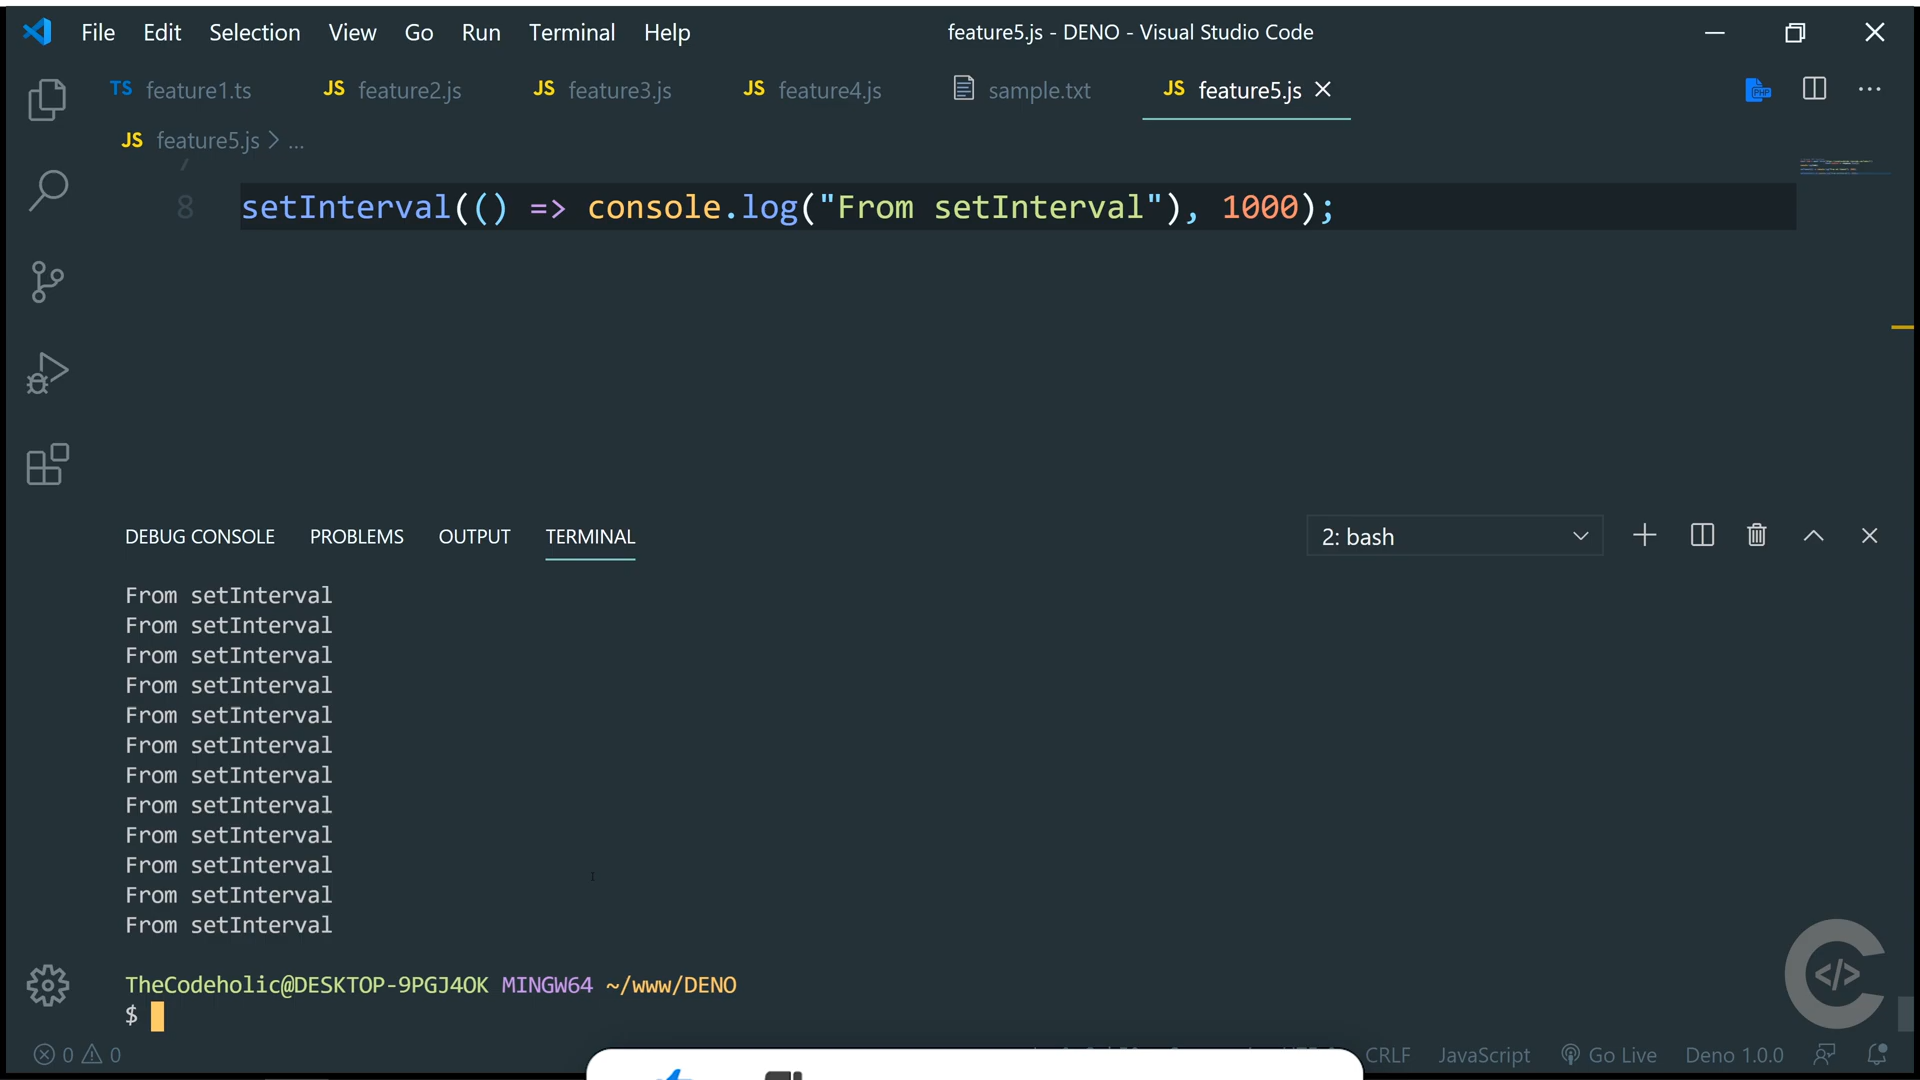 File Edit Selection View Go Run Terminal Help feature5.js - DENO - Visual Studio Code
TS feature1.ts JS feature2.js JS feature3.js JS feature4.js sample.txt JS feature5.js
PHP
JS feature5.js > ...
8 setInterval(() => console.log("From setInterval"), 1000);
DEBUG CONSOLE PROBLEMS OUTPUT TERMINAL 2: bash
From setInterval
From setInterval
From setInterval
From setInterval
From setInterval
From setInterval
From setInterval
From setInterval
From setInterval
From setInterval
From setInterval
From setInterval
TheCodeholic@DESKTOP-9PGJ4OK MINGW64 ~/www/DENO
$
</>
0 0 CRLF JavaScript Go Live Deno 1.0.0